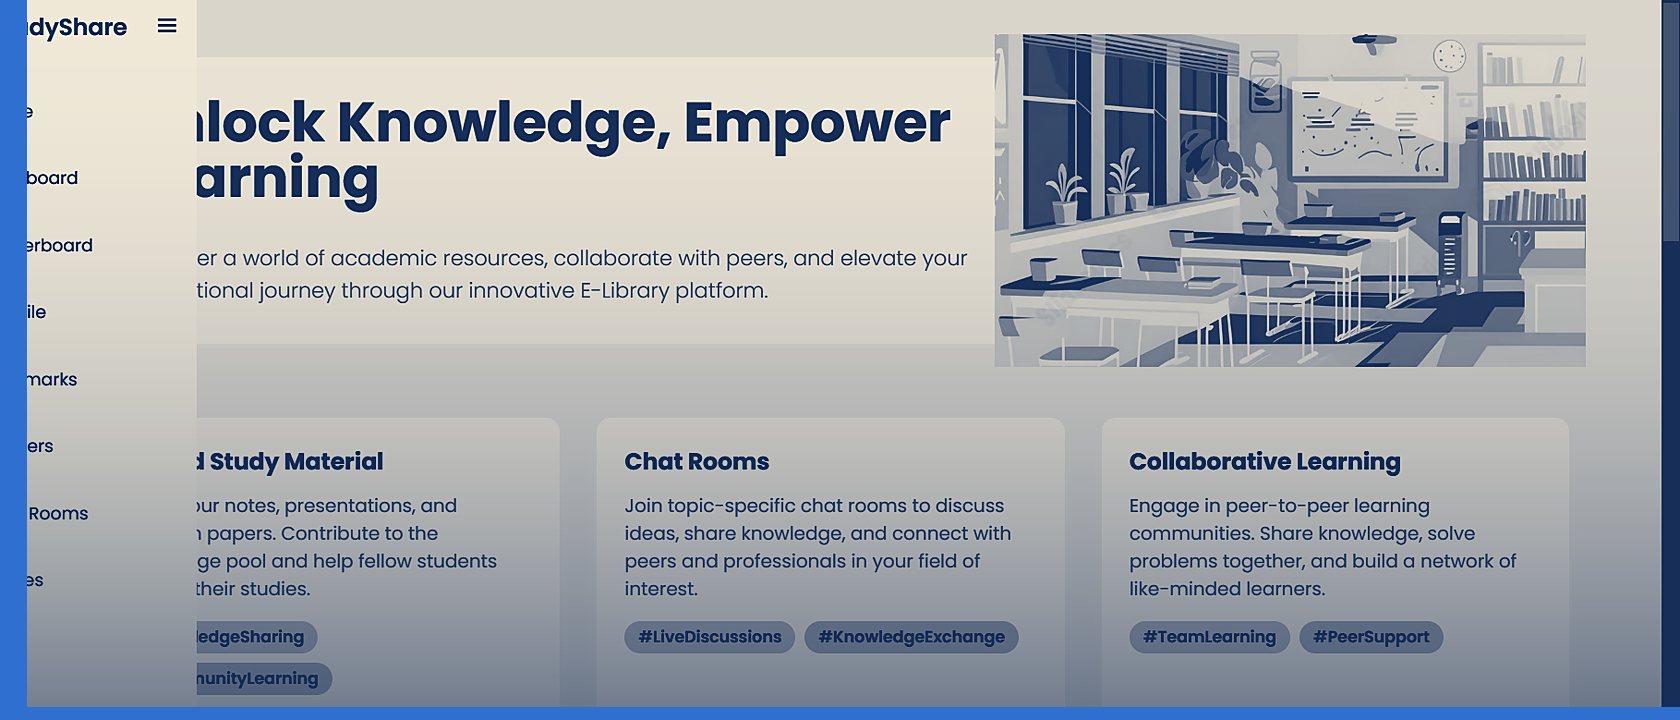 dyShare
board
erboard
ile
marks
ers
Rooms
es
nlock Knowledge, Empower
arning
er a world of academic resources, collaborate with peers, and elevate your
tional journey through our innovative E-Library platform.
d Study Material
our notes, presentations, and
n papers. Contribute to the
ge pool and help fellow students
their studies.
ledgeSharing
munityLearning
Chat Rooms
Join topic-specific chat rooms to discuss
ideas, share knowledge, and connect with
peers and professionals in your field of
interest.
#LiveDiscussions #KnowledgeExchange
Collaborative Learning
Engage in peer-to-peer learning
communities. Share knowledge, solve
problems together, and build a network of
like-minded learners.
#TeamLearning #PeerSupport